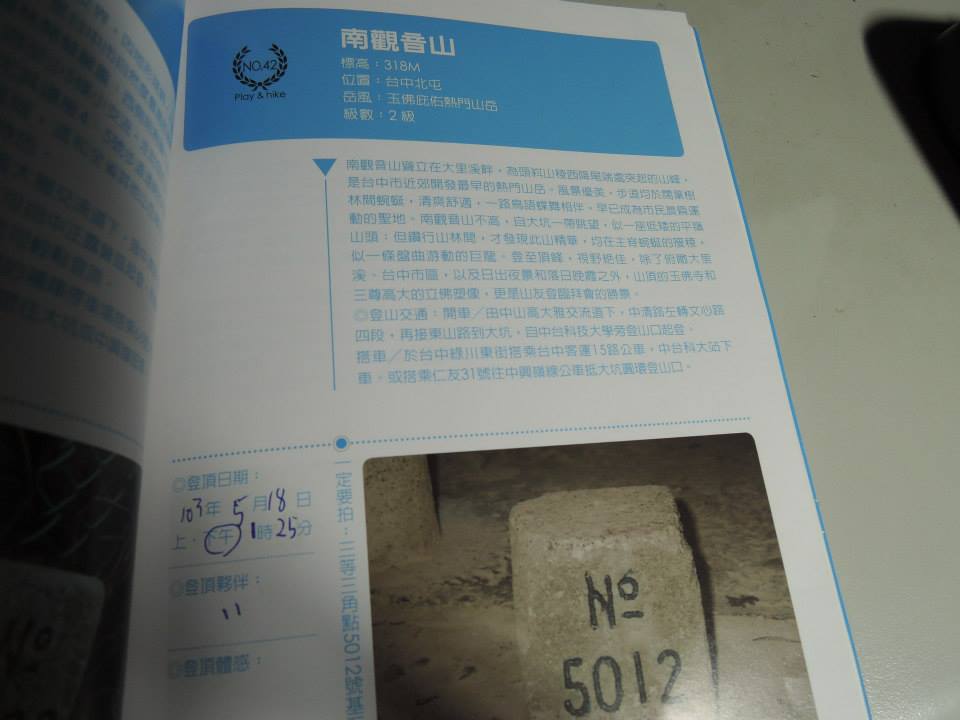 NO.42
Play & hike
南觀音山
標高：318M
位置：台中北屯
岳風：玉佛庇佑熱門山岳
級數：2 級
南觀音山聳立在大里溪畔，為頭嵙山稜西隔尾端處突起的山峰，
是台中市近郊開發最早的熱門山岳。風景優美，步道均於闊葉樹
林間蜿蜒，清爽舒適，一路鳥語蝶舞相伴，早已成為市民晨昏運
動的聖地。南觀音山不高，自大坑一帶眺望，似一座低矮的平頭
山頭；但鑽行山林間，才發現此山精華，均在主脊蜿蜒的稜線，
似一條盤曲游動的巨龍。登至頂峰，視野絕佳，除了俯瞰大里
溪、台中市區，以及日出夜景和落日晚霞之外，山頂的玉佛寺和
三尊高大的立佛塑像，更是山友登臨拜會的勝景。
◎登山交通：開車／由中山高大雅交流道下，中清路左轉文心路
四段，再接東山路到大坑，自中台科技大學旁登山口起登。
搭車／於台中綠川東街搭乘台中客運15路公車，中台科大站下
車，或搭乘仁友31號往中興嶺線公車抵大坑圓環登山口。
◎登頂日期：
103年 5月18日
上．下午 1時25分
◎登頂夥伴：
◎登頂體感：
一定要拍：三等三角點5012號基
No
5012